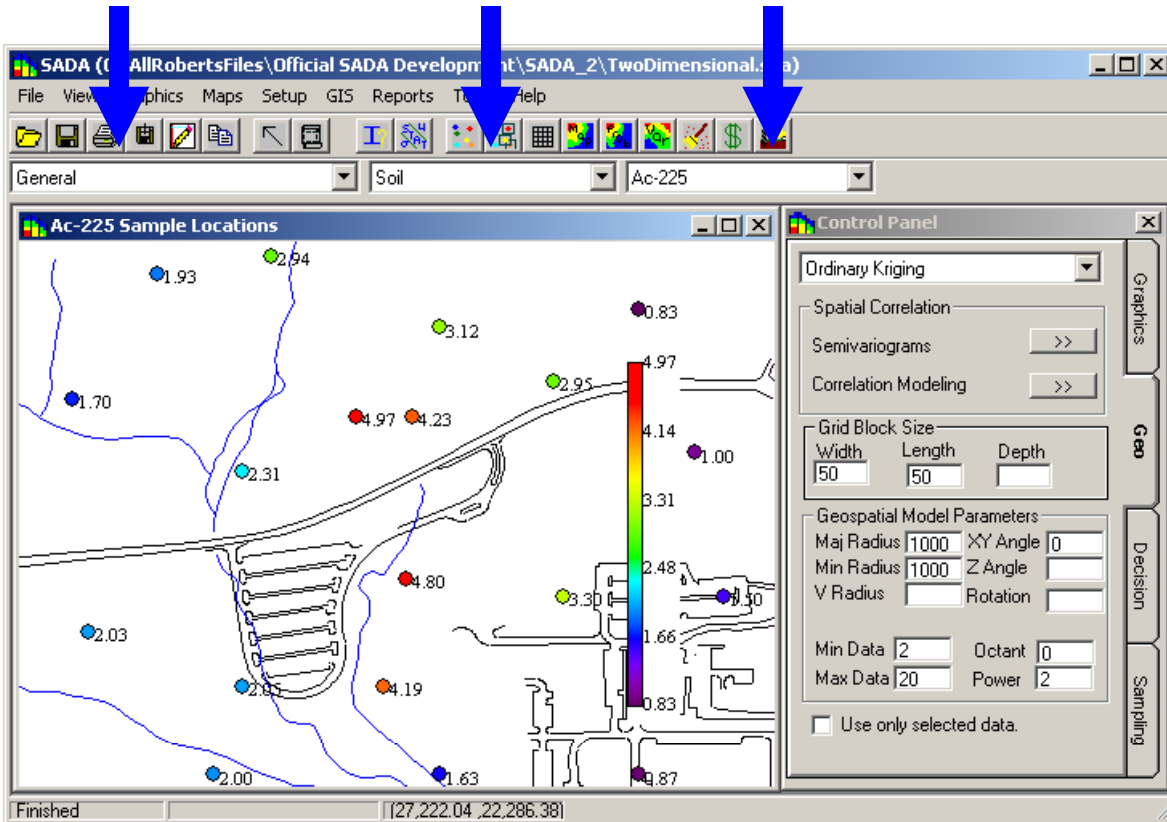 SADA (C:\AllRobertsFiles\Official SADA Development\SADA_2\TwoDimensional.sda)
File View Graphics Maps Setup GIS Reports Tools Help
General Soil Ac-225
Ac-225 Sample Locations
2.94
1.93
0.83
3.12
4.97
2.95
1.70
4.97 4.23
4.14
1.00
2.31
3.31
2.48
4.80
3.30
1.50
2.03
1.66
4.19
0.83
2.00
1.63
0.87
Control Panel
Ordinary Kriging
Spatial Correlation
Semivariograms >>
Correlation Modeling >>
Grid Block Size
Width Length Depth
50 50
Geospatial Model Parameters
Maj Radius 1000 XY Angle 0
Min Radius 1000 Z Angle
V Radius Rotation
Min Data 2 Octant 0
Max Data 20 Power 2
Use only selected data.
Graphics
Geo
Decision
Sampling
Finished (27,222.04 ,22,286.38)